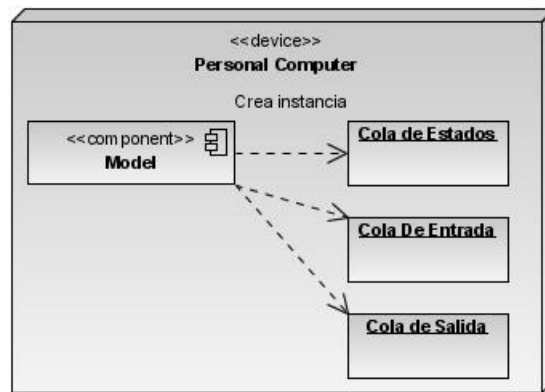 <<device>>
Personal Computer
Crea instancia
<<component>>
Model
Cola de Estados
Cola De Entrada
Cola de Salida